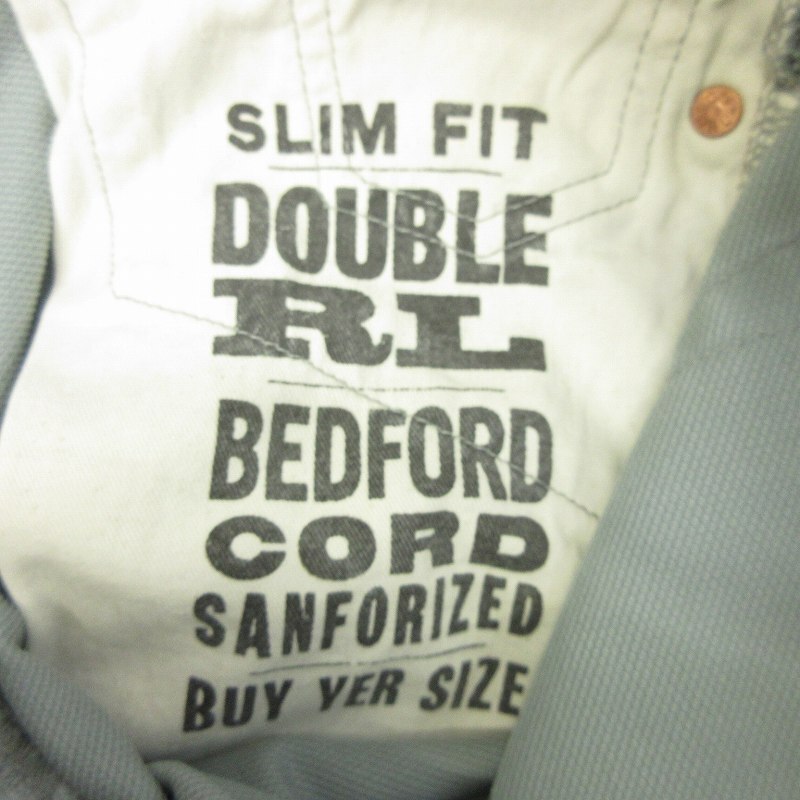 SLIM FIT
DOUBLE
RL
BEDFORD
CORD
SANFORIZED
BUY YER SIZE